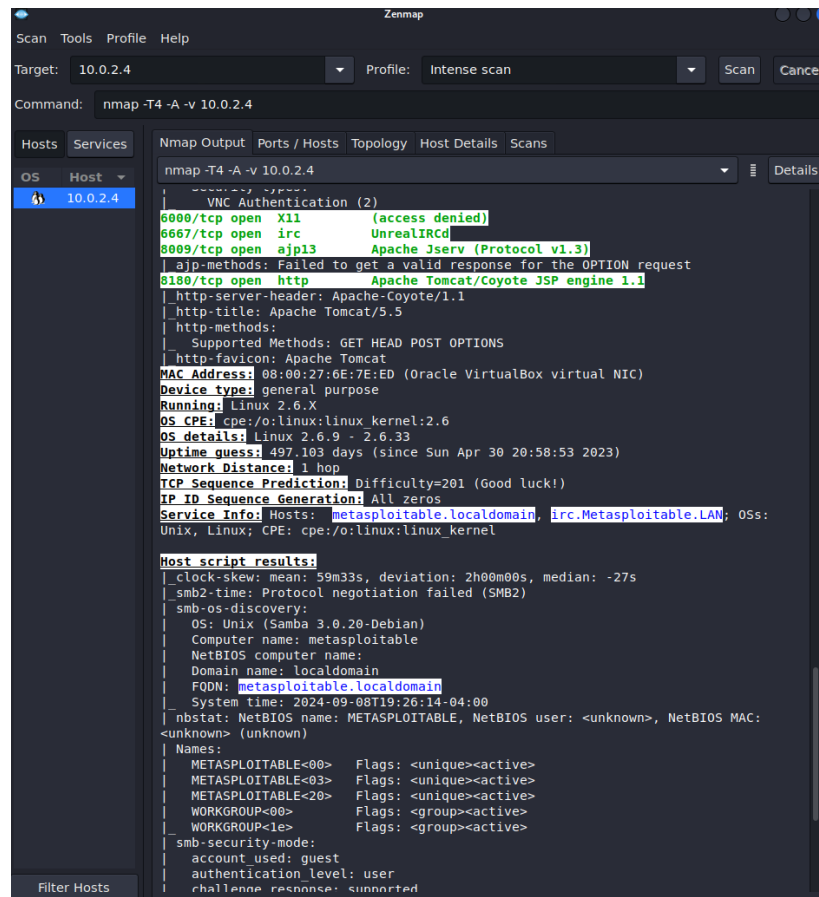 Zenmap
Scan Tools Profile Help
Target: 10.0.2.4 Profile: Intense scan Scan Cance
Command: nmap -T4 -A -v 10.0.2.4
Hosts Services
OS Host
10.0.2.4
Filter Hosts
Nmap Output Ports / Hosts Topology Host Details Scans
nmap -T4 -A -v 10.0.2.4 Details
| Security types:
|_ VNC Authentication (2)
6000/tcp open X11 (access denied)
6667/tcp open irc UnrealIRCd
8009/tcp open ajp13 Apache Jserv (Protocol v1.3)
|_ajp-methods: Failed to get a valid response for the OPTION request
8180/tcp open http Apache Tomcat/Coyote JSP engine 1.1
|_http-server-header: Apache-Coyote/1.1
|_http-title: Apache Tomcat/5.5
| http-methods:
|_ Supported Methods: GET HEAD POST OPTIONS
|_http-favicon: Apache Tomcat
MAC Address: 08:00:27:6E:7E:ED (Oracle VirtualBox virtual NIC)
Device type: general purpose
Running: Linux 2.6.X
OS CPE: cpe:/o:linux:linux_kernel:2.6
OS details: Linux 2.6.9 - 2.6.33
Uptime guess: 497.103 days (since Sun Apr 30 20:58:53 2023)
Network Distance: 1 hop
TCP Sequence Prediction: Difficulty=201 (Good luck!)
IP ID Sequence Generation: All zeros
Service Info: Hosts: metasploitable.localdomain, irc.Metasploitable.LAN; OSs:
Unix, Linux; CPE: cpe:/o:linux:linux_kernel
Host script results:
|_clock-skew: mean: 59m33s, deviation: 2h00m00s, median: -27s
|_smb2-time: Protocol negotiation failed (SMB2)
| smb-os-discovery:
| OS: Unix (Samba 3.0.20-Debian)
| Computer name: metasploitable
| NetBIOS computer name:
| Domain name: localdomain
| FQDN: metasploitable.localdomain
|_ System time: 2024-09-08T19:26:14-04:00
| nbstat: NetBIOS name: METASPLOITABLE, NetBIOS user: <unknown>, NetBIOS MAC:
<unknown> (unknown)
| Names:
| METASPLOITABLE<00> Flags: <unique><active>
| METASPLOITABLE<03> Flags: <unique><active>
| METASPLOITABLE<20> Flags: <unique><active>
| WORKGROUP<00> Flags: <group><active>
|_ WORKGROUP<1e> Flags: <group><active>
| smb-security-mode:
| account_used: guest
| authentication_level: user
| challenge_response: supported